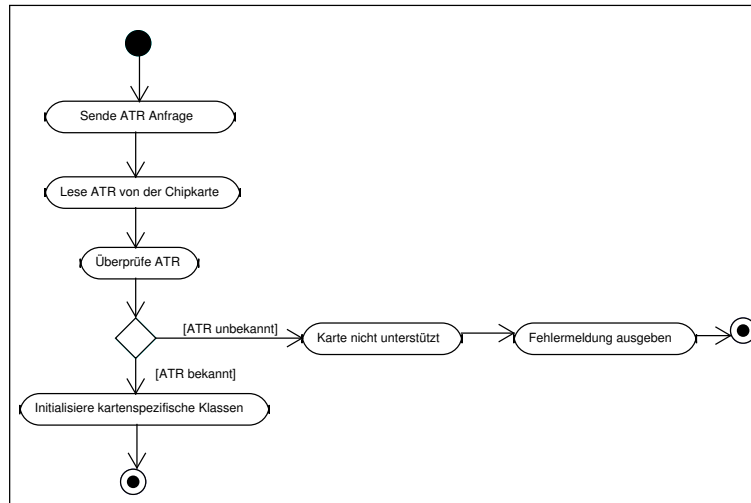 Sende ATR Anfrage
Lese ATR von der Chipkarte
Überprüfe ATR
[ATR unbekannt]
Karte nicht unterstützt
Fehlermeldung ausgeben
[ATR bekannt]
Initialisiere kartenspezifische Klassen